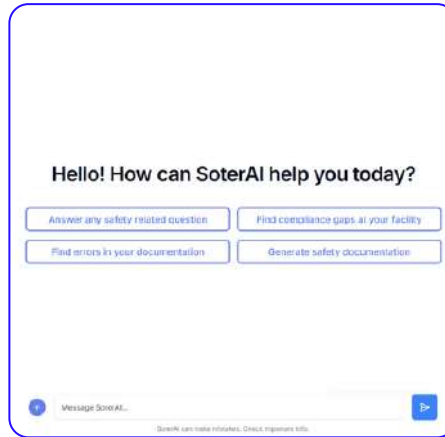 Hello! How can SoterAI help you today?
Answer any safety related question
Find compliance gaps at your facility
Find errors in your documentation
Generate safety documentation
Message SoterAI...
SoterAI can make mistakes. Check important info.